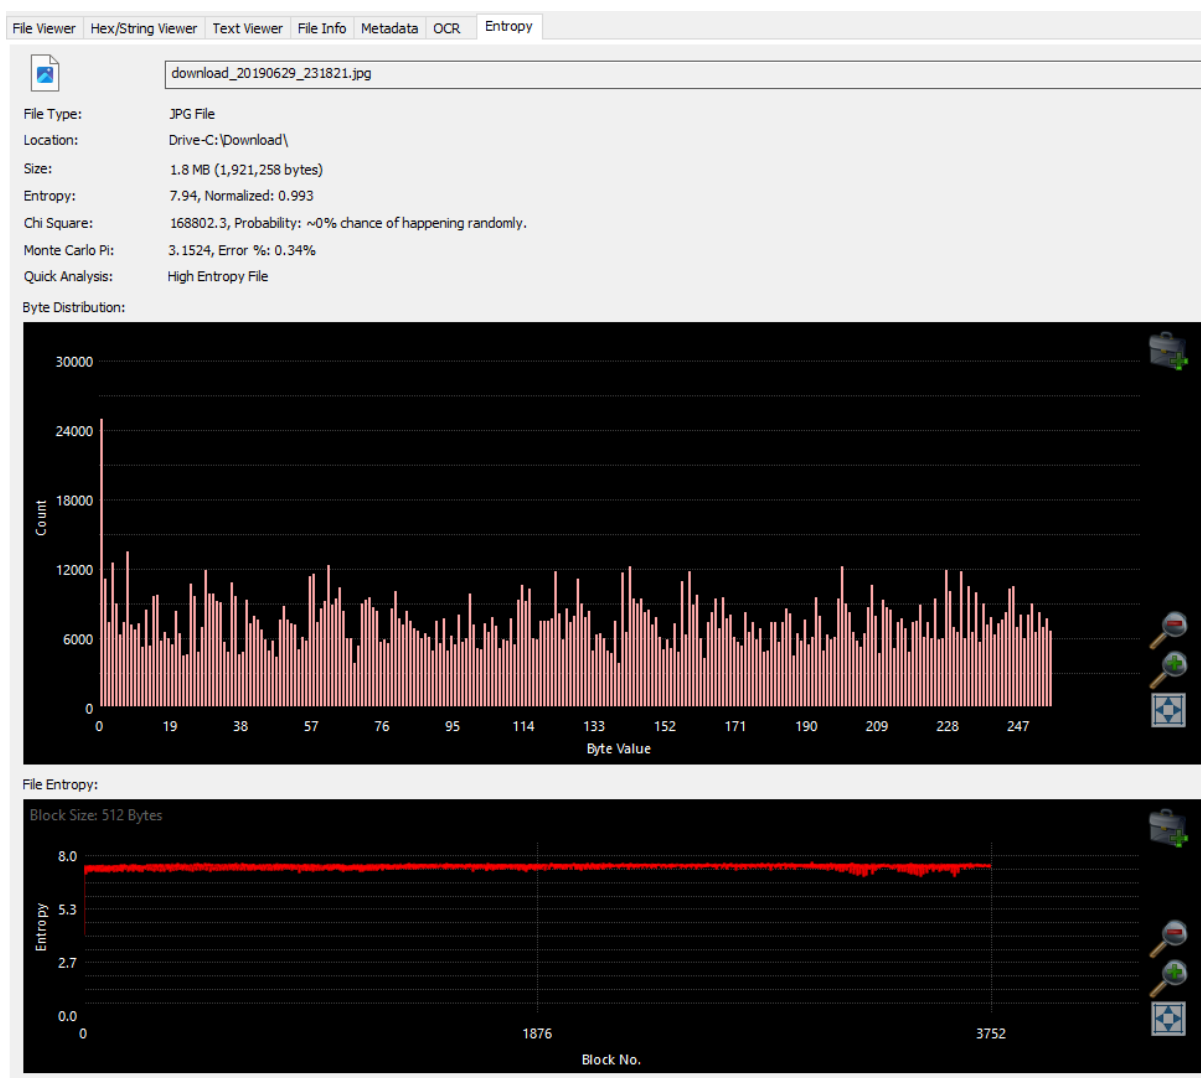 File Viewer Hex/String Viewer Text Viewer File Info Metadata OCR Entropy
download_20190629_231821.jpg
File Type: JPG File
Location: Drive-C:\Download\
Size: 1.8 MB (1,921,258 bytes)
Entropy: 7.94, Normalized: 0.993
Chi Square: 168802.3, Probability: ~0% chance of happening randomly.
Monte Carlo Pi: 3.1524, Error %: 0.34%
Quick Analysis: High Entropy File
Byte Distribution:
30000
24000
18000
12000
6000
0
Count
0 19 38 57 76 95 114 133 152 171 190 209 228 247
Byte Value
File Entropy:
Block Size: 512 Bytes
8.0
5.3
2.7
0.0
Entropy
0 1876 3752
Block No.